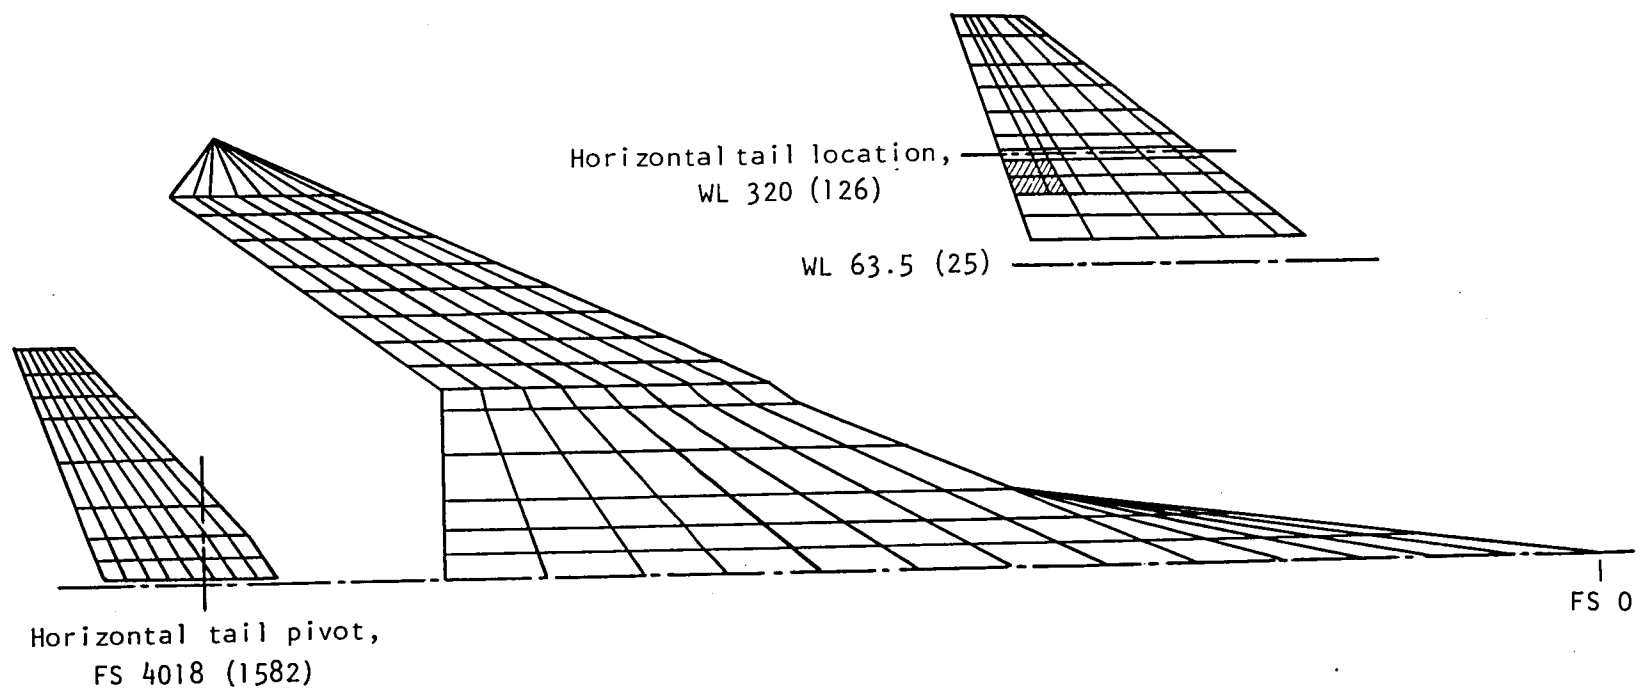 Horizontal tail location,
WL 320 (126)
WL 63.5 (25)
FS 0
Horizontal tail pivot,
FS 4018 (1582)